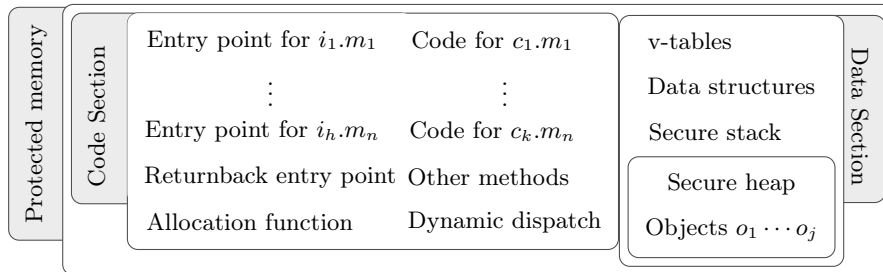 Protected memory
Code Section
Entry point for i₁.m₁
⋮
Entry point for iₕ.mₙ
Returnback entry point
Allocation function
Code for c₁.m₁
⋮
Code for cₖ.mₙ
Other methods
Dynamic dispatch
v-tables
Data structures
Secure stack
Secure heap
Objects o₁ ⋯ oⱼ
Data Section